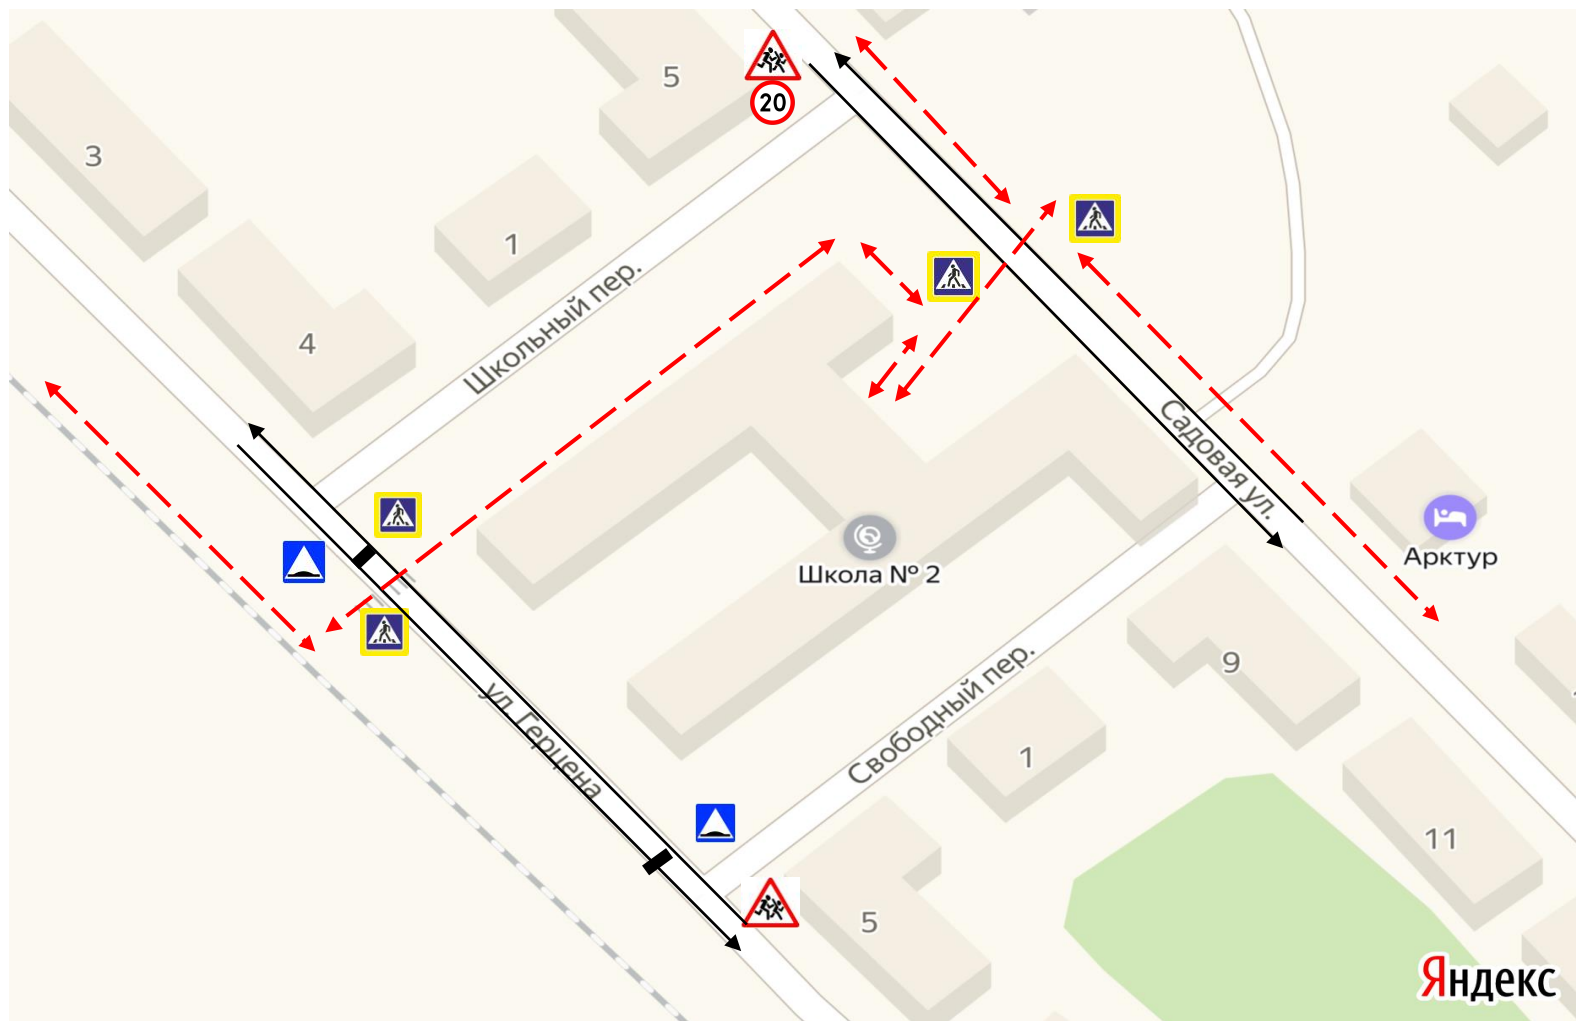 5
20
3
1
Школьный пер.
4
Садовая ул.
Арктур
Школа № 2
9
ул. Герцена
Свободный пер.
1
11
5
Яндекс